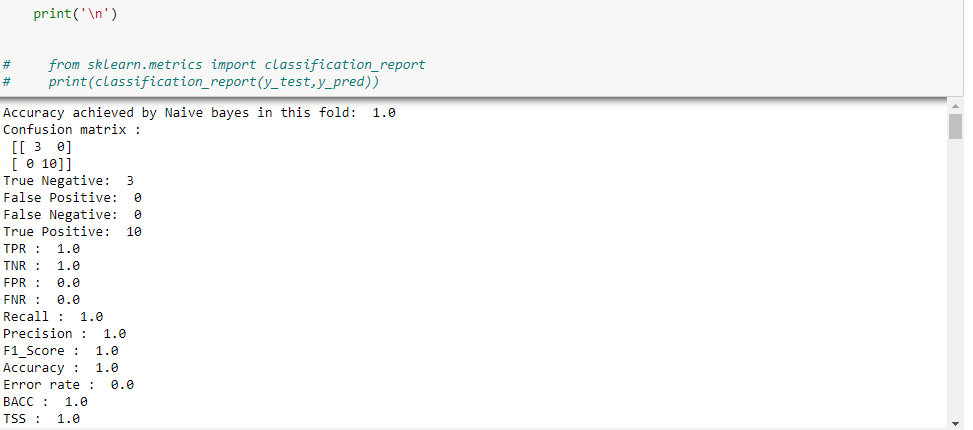 print('\n')
#     from sklearn.metrics import classification_report
#     print(classification_report(y_test,y_pred))
Accuracy achieved by Naive bayes in this fold:  1.0
Confusion matrix :
 [[ 3  0]
 [ 0 10]]
True Negative:  3
False Positive:  0
False Negative:  0
True Positive:  10
TPR :  1.0
TNR :  1.0
FPR :  0.0
FNR :  0.0
Recall :  1.0
Precision :  1.0
F1_Score :  1.0
Accuracy :  1.0
Error rate :  0.0
BACC :  1.0
TSS :  1.0